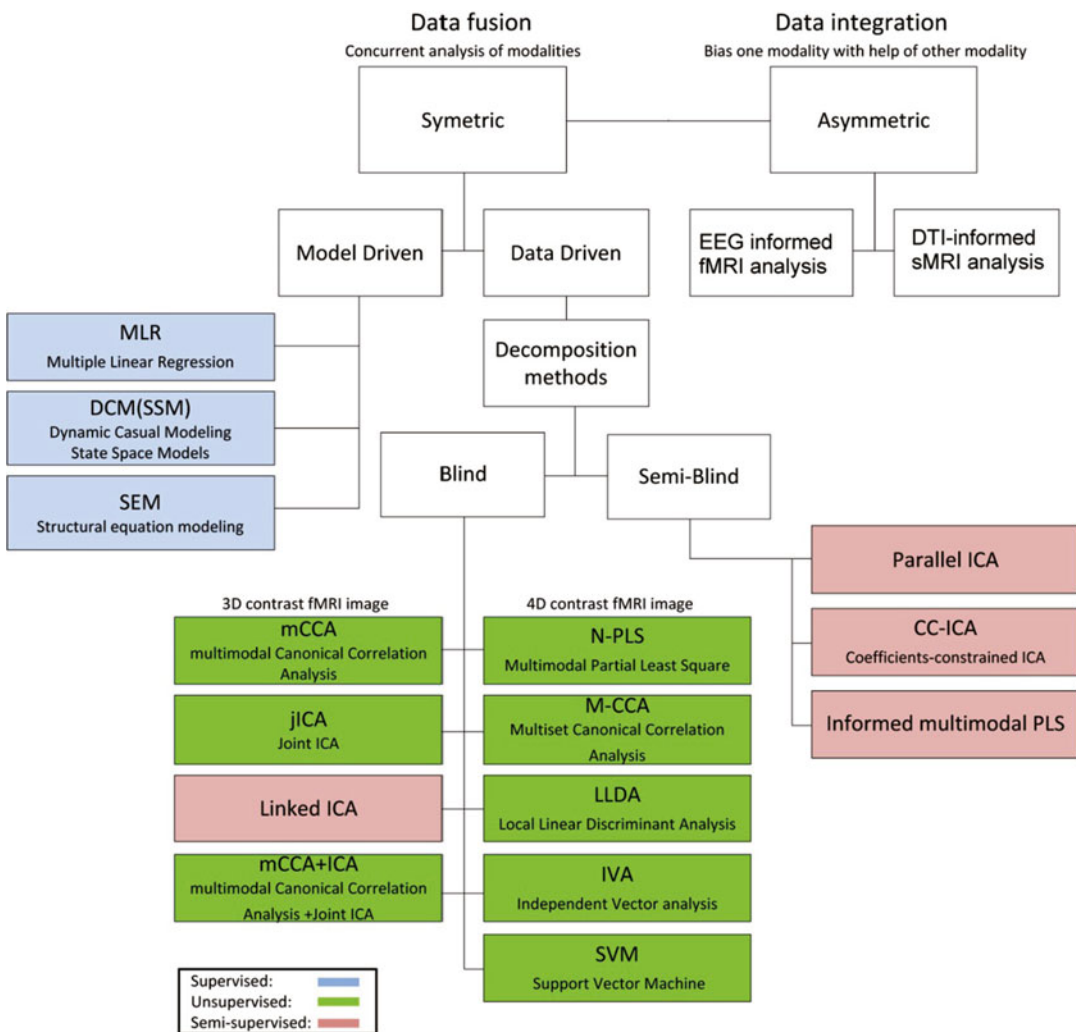 Data fusion
Concurrent analysis of modalities
Data integration
Bias one modality with help of other modality
Symetric
Asymmetric
Model Driven
Data Driven
EEG informed
fMRI analysis
DTI-informed
sMRI analysis
MLR
Multiple Linear Regression
DCM(SSM)
Dynamic Casual Modeling
State Space Models
SEM
Structural equation modeling
Decomposition
methods
Blind
Semi-Blind
Parallel ICA
CC-ICA
Coefficients-constrained ICA
Informed multimodal PLS
3D contrast fMRI image
mCCA
multimodal Canonical Correlation
Analysis
jICA
Joint ICA
Linked ICA
mCCA+ICA
multimodal Canonical Correlation
Analysis +Joint ICA
4D contrast fMRI image
N-PLS
Multimodal Partial Least Square
M-CCA
Multiset Canonical Correlation
Analysis
LLDA
Local Linear Discriminant Analysis
IVA
Independent Vector analysis
SVM
Support Vector Machine
Supervised:
Unsupervised:
Semi-supervised: